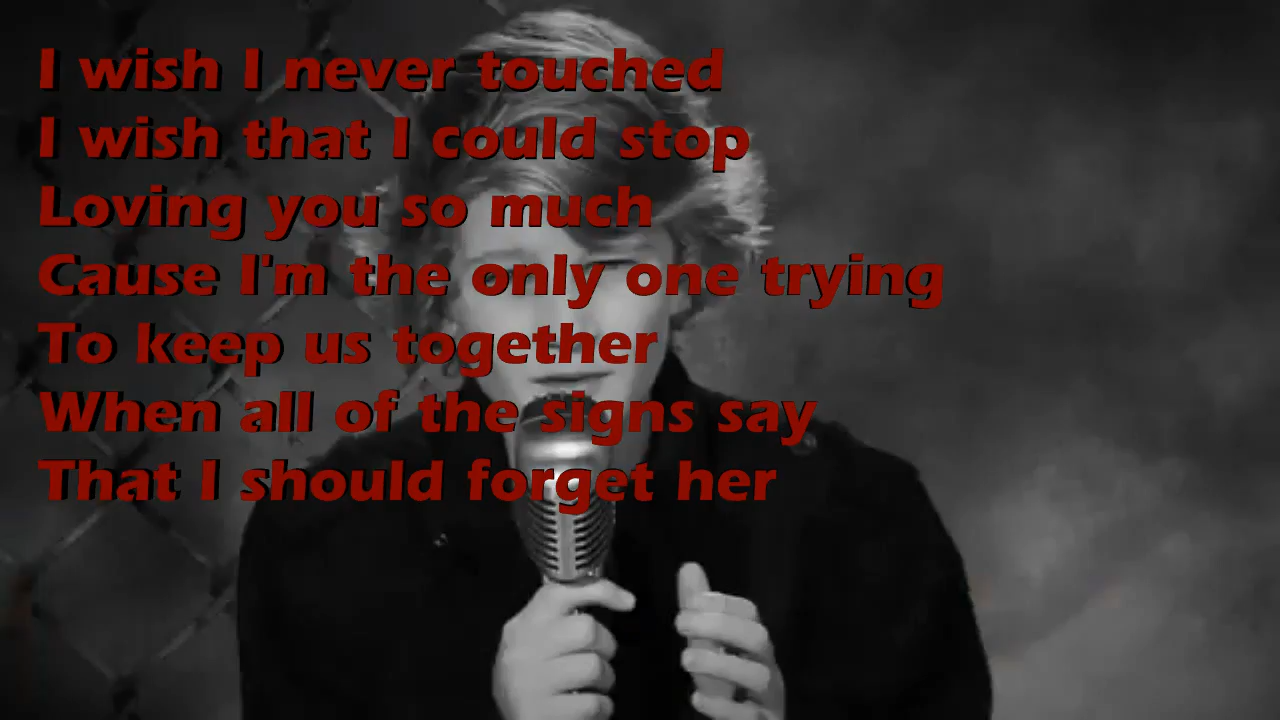 I wish I never touched
I wish that I could stop
Loving you so much
Cause I'm the only one trying
To keep us together
When all of the signs say
That I should forget her